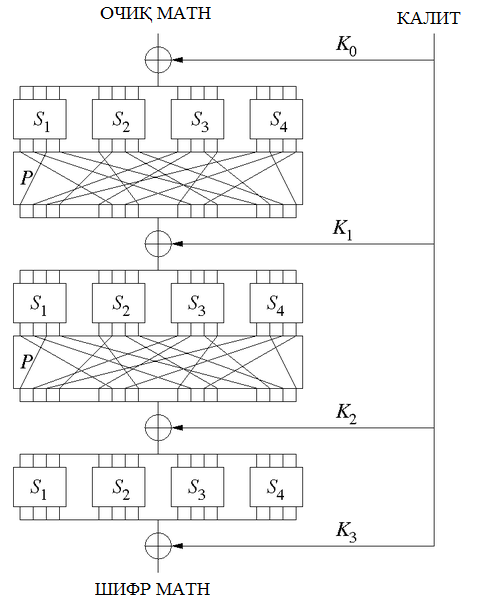 ОЧИҚ МАТН
КАЛИТ
K0
S1 S2 S3 S4
P
K1
S1 S2 S3 S4
P
K2
S1 S2 S3 S4
K3
ШИФР МАТН